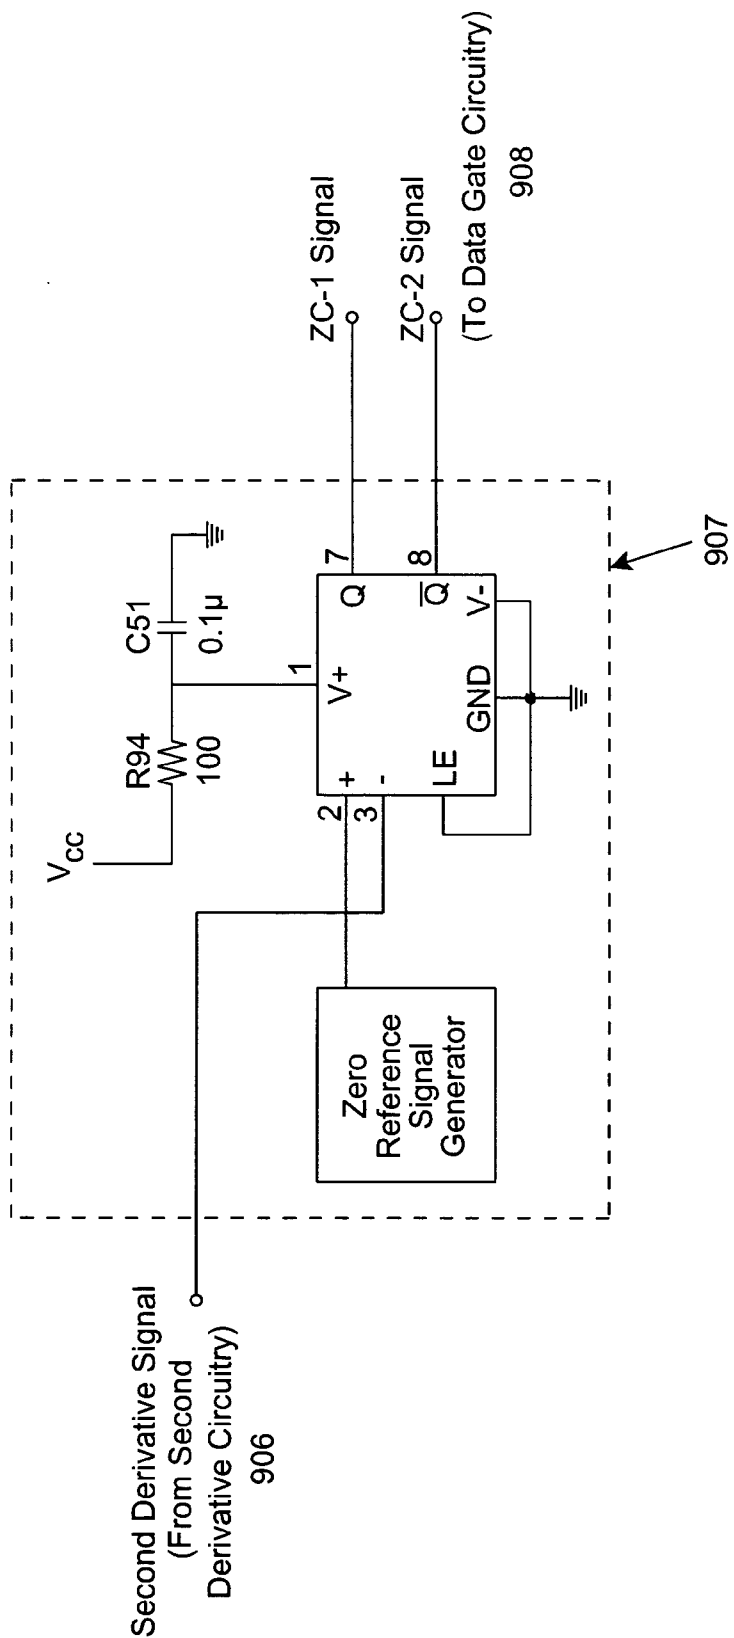 Second Derivative Signal
(From Second
Derivative Circuitry)
906
VCC
R94
100
C51
0.1µ
1
V+
2
+
3
-
LE
GND
V-
Q
7
Q̅
8
Zero
Reference
Signal
Generator
ZC-1 Signal
ZC-2 Signal
(To Data Gate Circuitry)
908
907